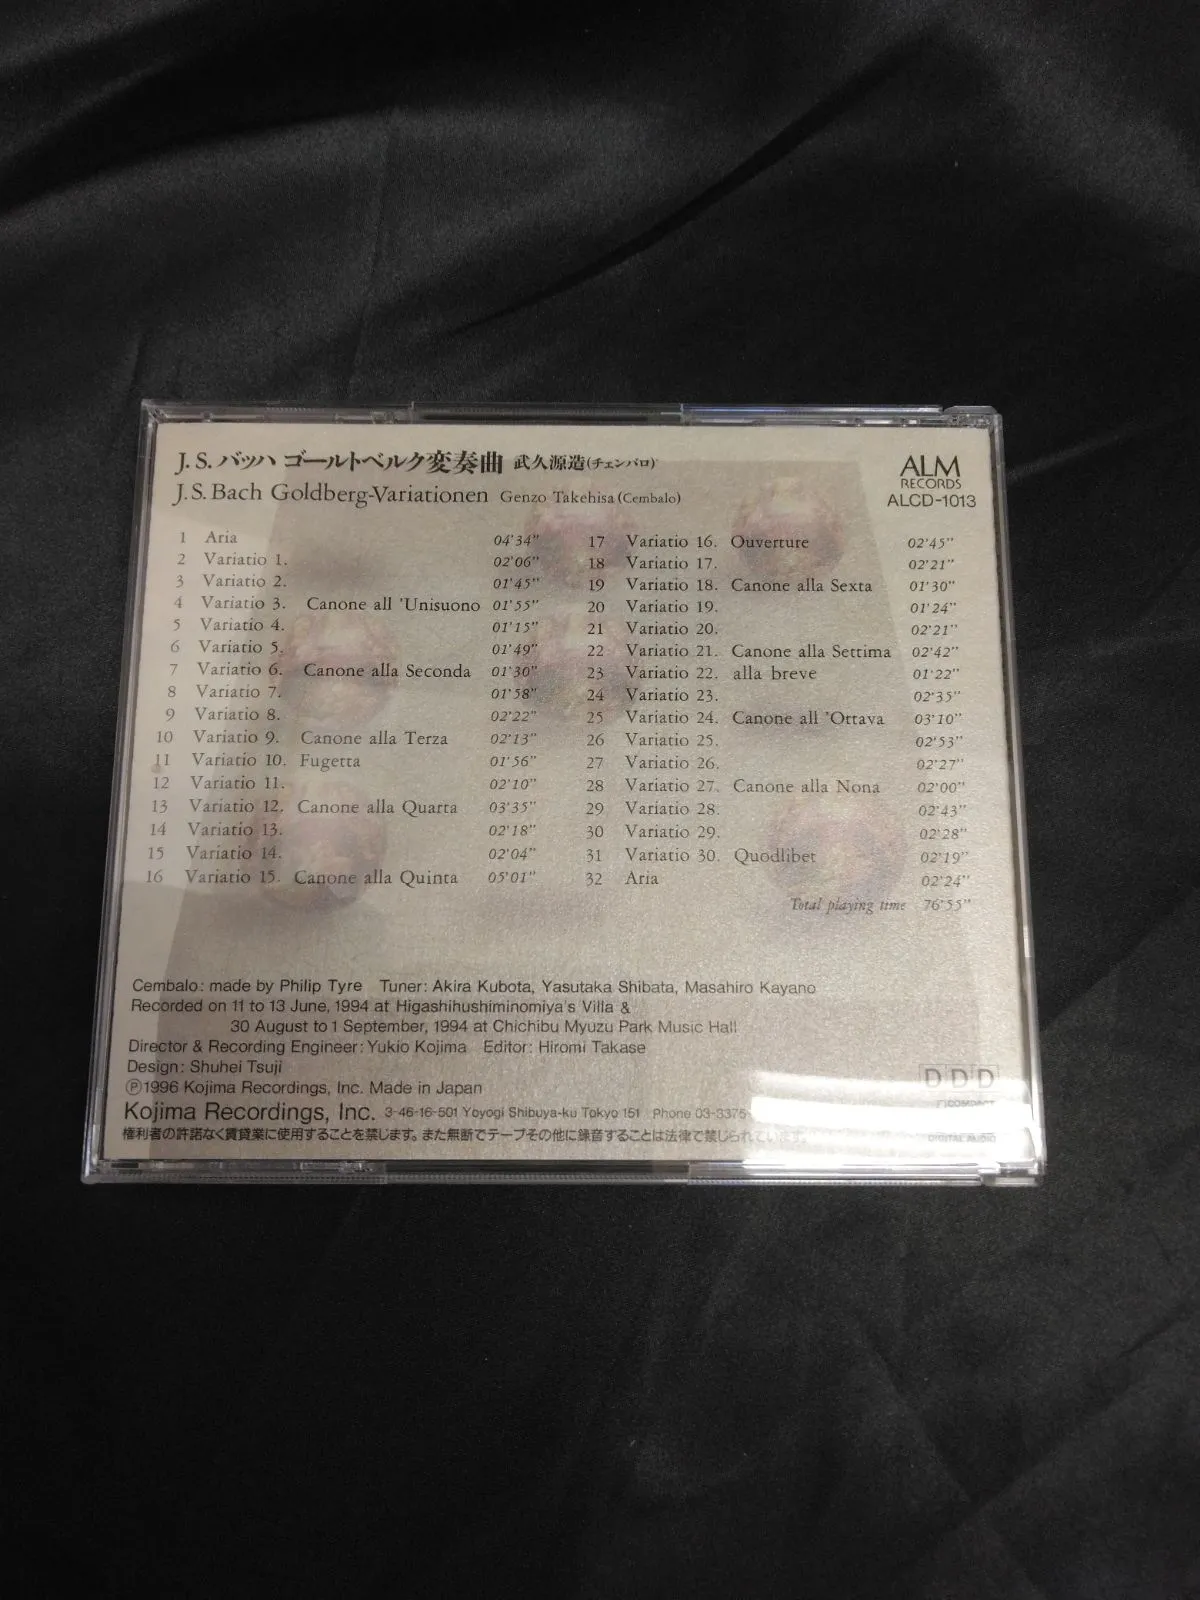 J.S.バッハ ゴールトベルク変奏曲 武久源造(チェンバロ)
J.S.Bach Goldberg-Variationen Genzo Takehisa (Cembalo)
ALM
RECORDS
ALCD-1013
1 Aria 04'34"
2 Variatio 1. 02'06"
3 Variatio 2. 01'45"
4 Variatio 3. Canone all 'Unisuono 01'55"
5 Variatio 4. 01'15"
6 Variatio 5. 01'49"
7 Variatio 6. Canone alla Seconda 01'30"
8 Variatio 7. 01'58"
9 Variatio 8. 02'22"
10 Variatio 9. Canone alla Terza 02'13"
11 Variatio 10. Fugetta 01'56"
12 Variatio 11. 02'10"
13 Variatio 12. Canone alla Quarta 03'35"
14 Variatio 13. 02'18"
15 Variatio 14. 02'04"
16 Variatio 15. Canone alla Quinta 05'01"
17 Variatio 16. Ouverture 02'45"
18 Variatio 17. 02'21"
19 Variatio 18. Canone alla Sexta 01'30"
20 Variatio 19. 01'24"
21 Variatio 20. 02'21"
22 Variatio 21. Canone alla Settima 02'42"
23 Variatio 22. alla breve 01'22"
24 Variatio 23. 02'35"
25 Variatio 24. Canone all 'Ottava 03'10"
26 Variatio 25. 02'53"
27 Variatio 26. 02'27"
28 Variatio 27. Canone alla Nona 02'00"
29 Variatio 28. 02'43"
30 Variatio 29. 02'28"
31 Variatio 30. Quodlibet 02'19"
32 Aria 02'24"
Total playing time 76'55"
Cembalo: made by Philip Tyre Tuner: Akira Kubota, Yasutaka Shibata, Masahiro Kayano
Recorded on 11 to 13 June, 1994 at Higashihushiminomiya's Villa &
30 August to 1 September, 1994 at Chichibu Myuzu Park Music Hall
Director & Recording Engineer: Yukio Kojima Editor: Hiromi Takase
Design: Shuhei Tsuji
Ⓟ1996 Kojima Recordings, Inc. Made in Japan
Kojima Recordings, Inc. 3-46-16-501 Yoyogi Shibuya-ku Tokyo 151 Phone 03-3375-
権利者の許諾なく賃貸業に使用することを禁じます。また無断でテープその他に録音することは法律で禁じられています。
DDD
COMPACT
DIGITAL AUDIO